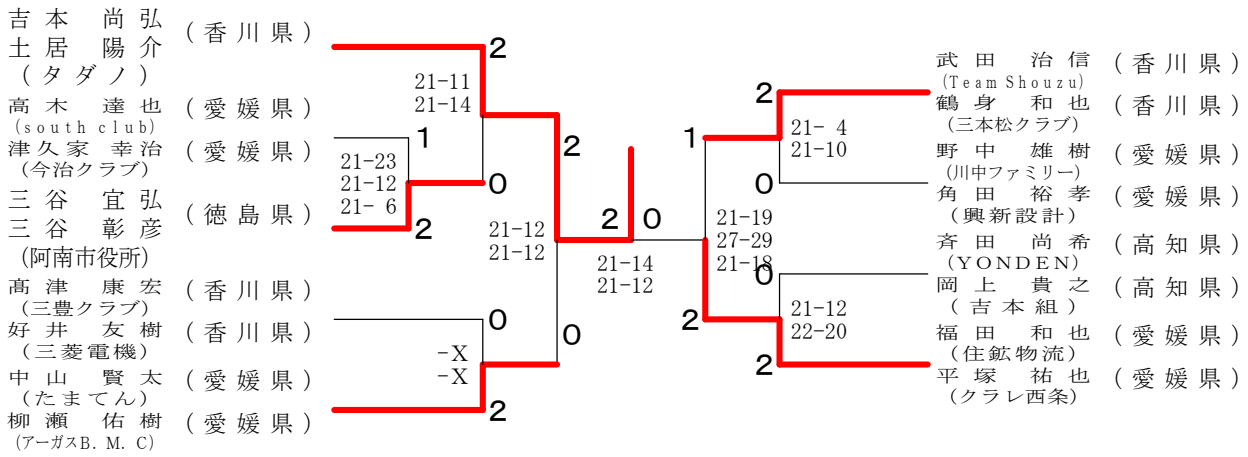 吉本 尚弘 (香川県)
土居 陽介
(タダノ)
高木 達也 (愛媛県)
(south club)
津久家 幸治 (愛媛県)
(今治クラブ)
三谷 宜弘 (徳島県)
三谷 彰彦
(阿南市役所)
髙津 康宏 (香川県)
(三豊クラブ)
好井 友樹 (香川県)
(三菱電機)
中山 賢太 (愛媛県)
(たまてん)
柳瀬 佑樹 (愛媛県)
(アーガスB.M.C)
2
21-11
21-14
1
21-23
21-12
21- 6
0
2
2
21-12
21-12
0
-X
-X
2
0
2 0
21-14
21-12
1
21-19
27-29
21-18
2
2
21- 4
21-10
0
0
21-12
22-20
2
武田 治信 (香川県)
(Team Shouzu)
鶴身 和也 (香川県)
(三本松クラブ)
野中 雄樹 (愛媛県)
(川中ファミリー)
角田 裕孝 (愛媛県)
(興新設計)
斉田 尚希 (高知県)
(YONDEN)
岡上 貴之 (高知県)
(吉本組)
福田 和也 (愛媛県)
(住鉱物流)
平塚 祐也 (愛媛県)
(クラレ西条)